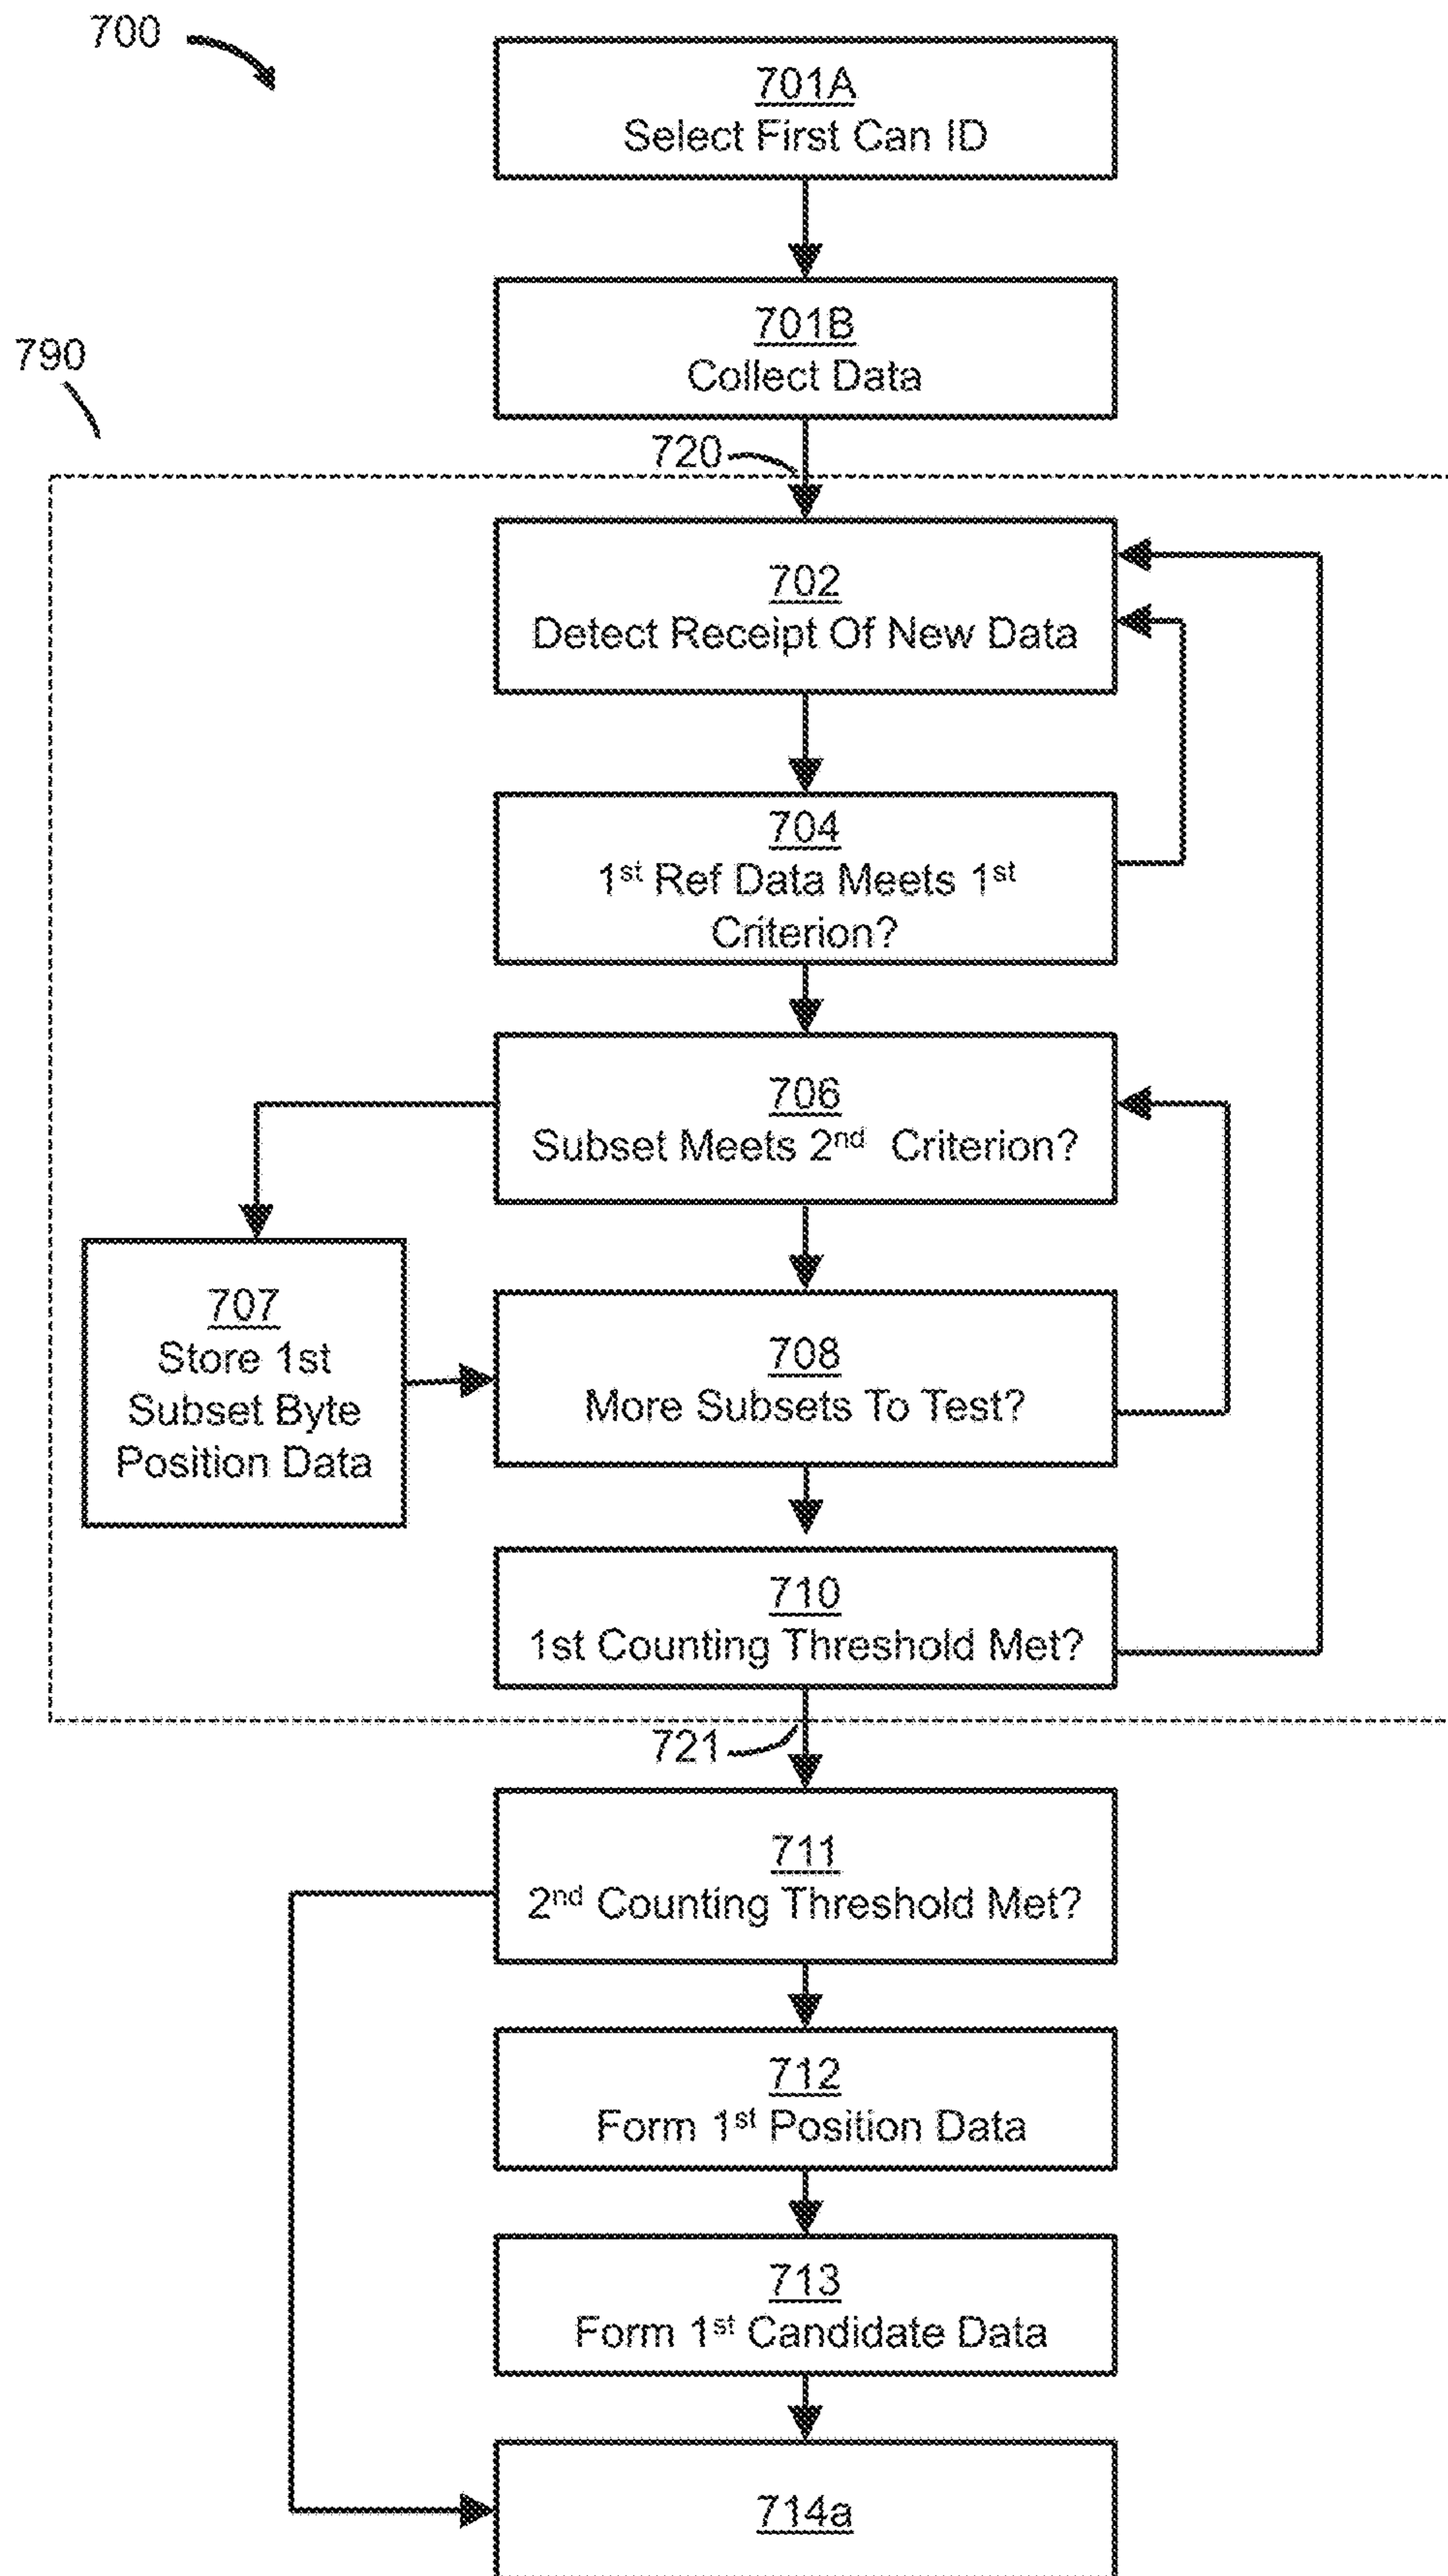 700
701A
Select First Can ID
701B
Collect Data
790
720
702
Detect Receipt Of New Data
704
1st Ref Data Meets 1st
Criterion?
706
Subset Meets 2nd Criterion?
707
Store 1st
Subset Byte
Position Data
708
More Subsets To Test?
710
1st Counting Threshold Met?
721
711
2nd Counting Threshold Met?
712
Form 1st Position Data
713
Form 1st Candidate Data
714a